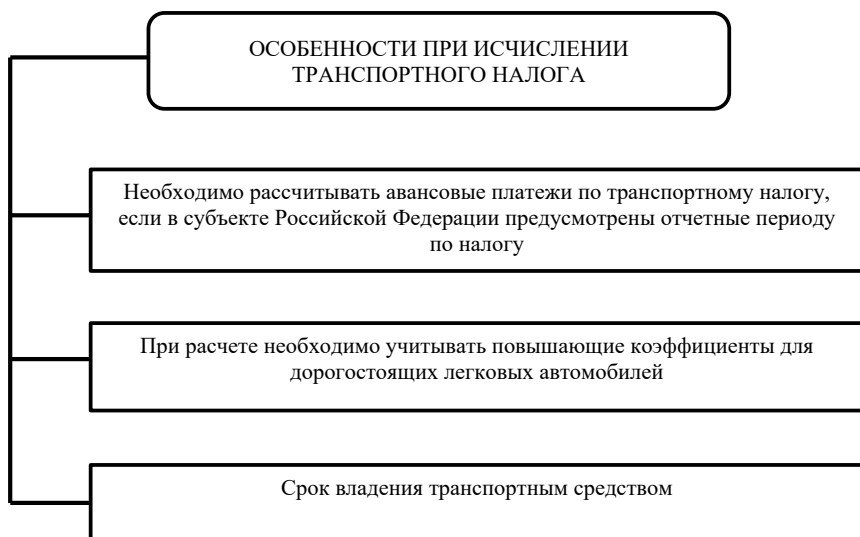 ОСОБЕННОСТИ ПРИ ИСЧИСЛЕНИИ
ТРАНСПОРТНОГО НАЛОГА
Необходимо рассчитывать авансовые платежи по транспортному налогу,
если в субъекте Российской Федерации предусмотрены отчетные периоду
по налогу
При расчете необходимо учитывать повышающие коэффициенты для
дорогостоящих легковых автомобилей
Срок владения транспортным средством